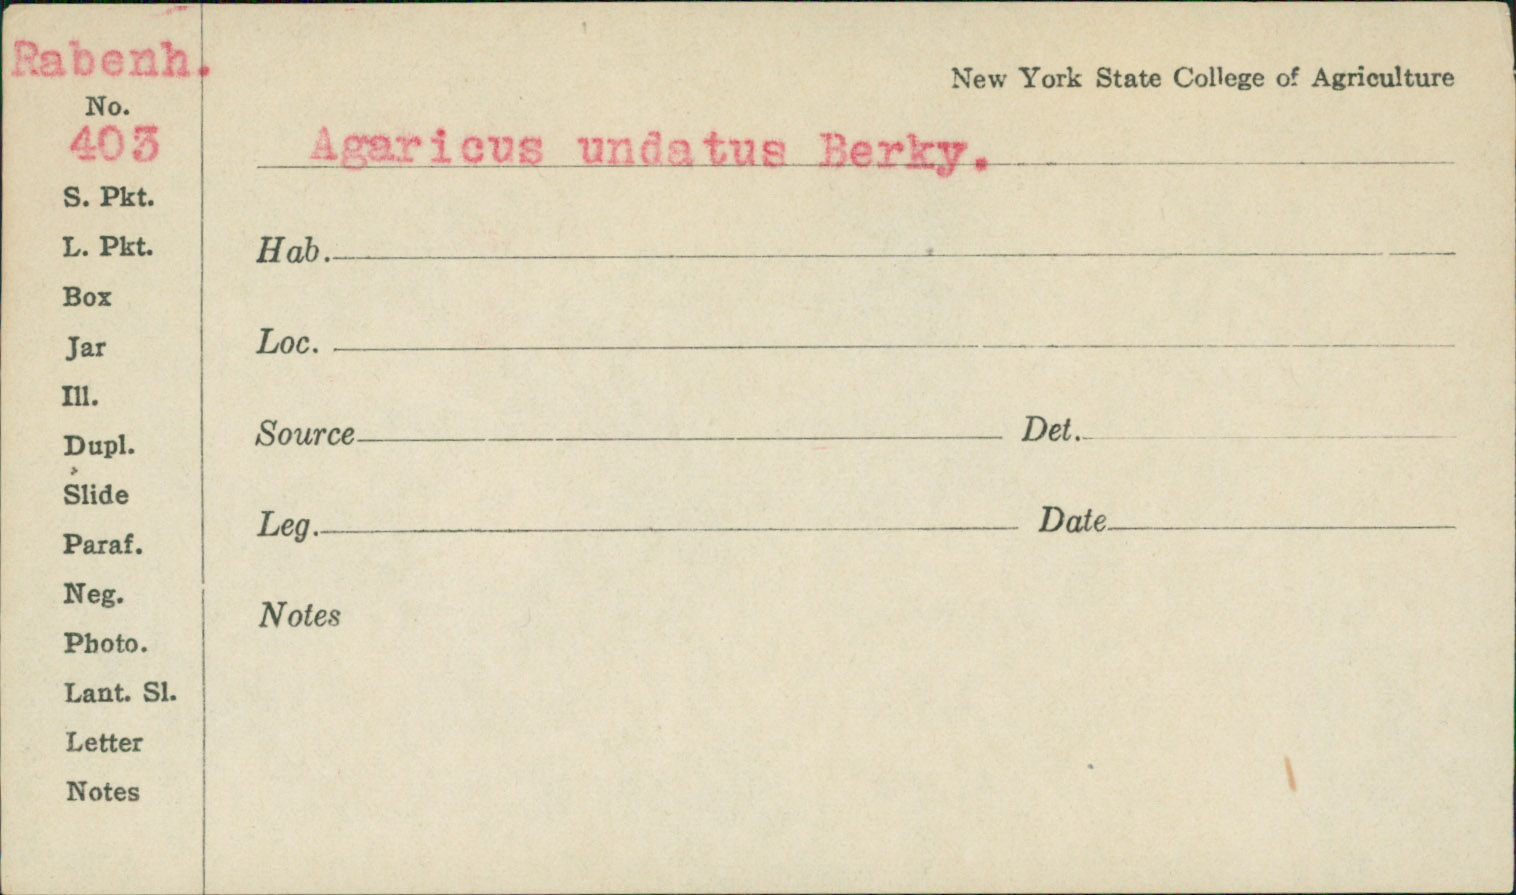 Rabenh.
New York State College of Agriculture
No.
403
Agaricus undatus Berky.
S. Pkt.
L. Pkt.
Box
Jar
Ill.
Dupl.
Slide
Paraf.
Neg.
Photo.
Lant. Sl.
Letter
Notes
Hab.
Loc.
Source Det.
Leg. Date
Notes